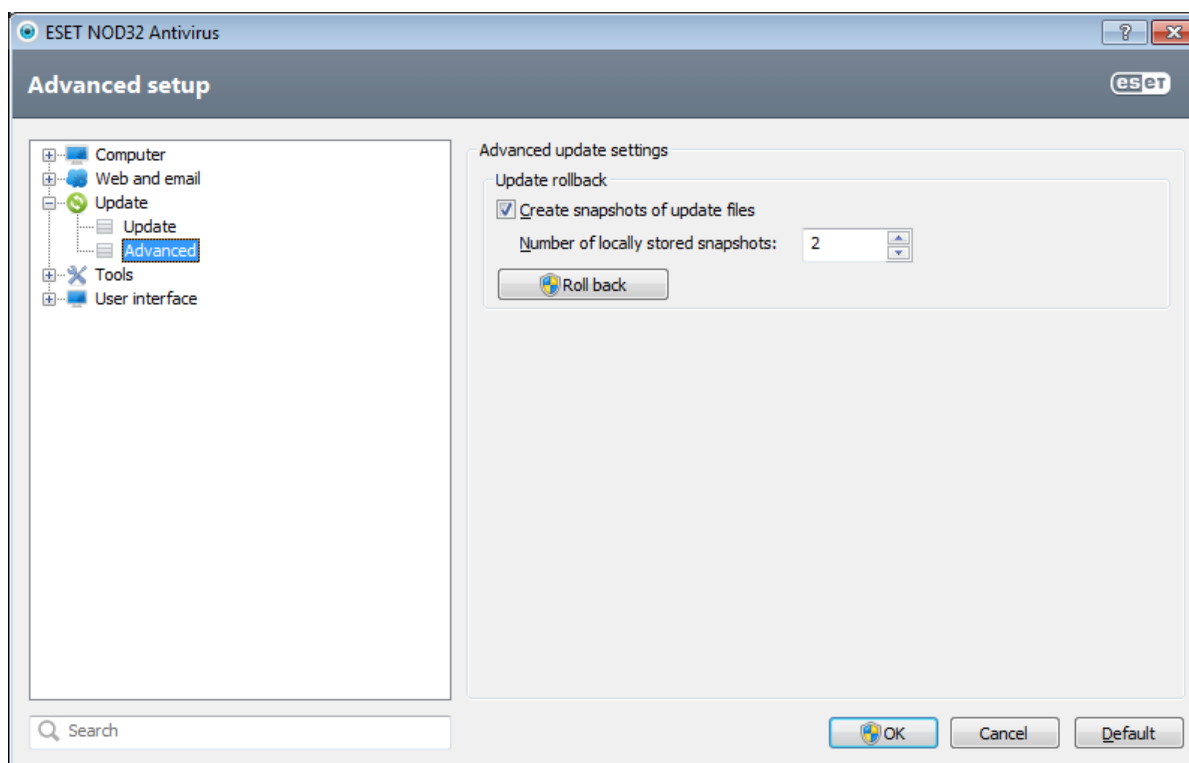 ESET NOD32 Antivirus
?
Advanced setup
eseT
Computer
Web and email
Update
Update
Advanced
Tools
User interface
Advanced update settings
Update rollback
Create snapshots of update files
Number of locally stored snapshots: 2
Roll back
Search
OK Cancel Default